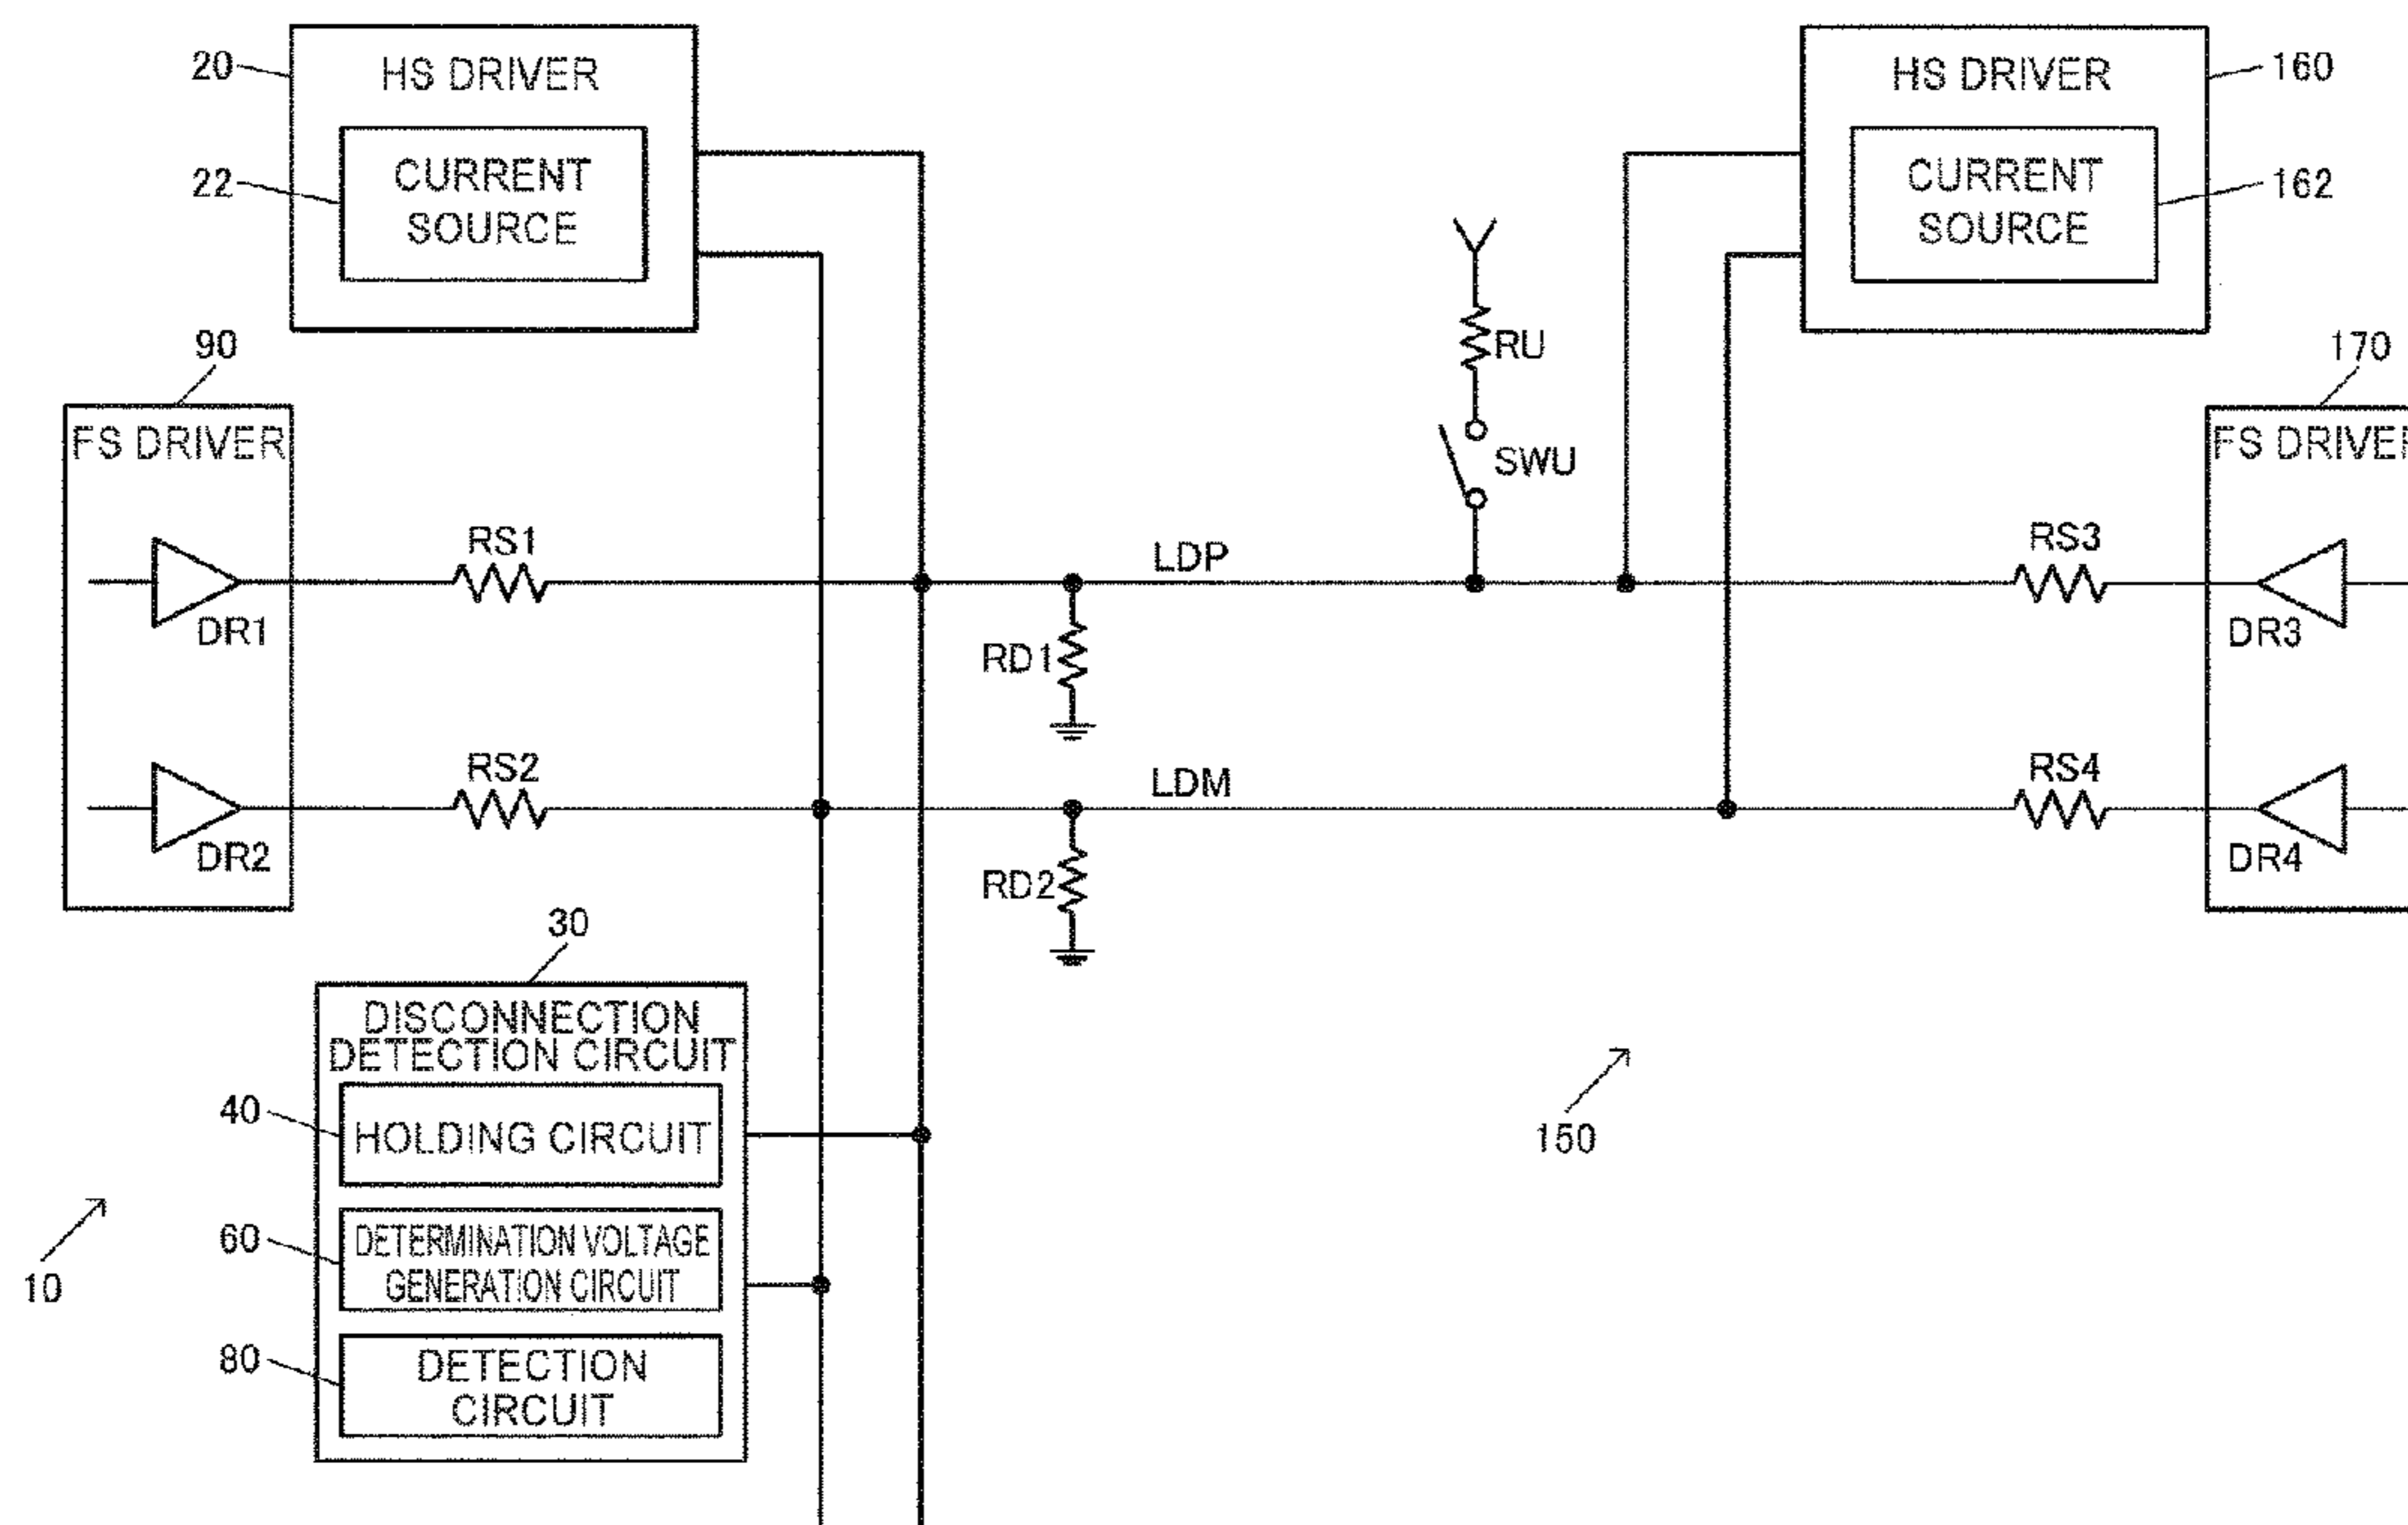 20
HS DRIVER
22
CURRENT
SOURCE
HS DRIVER
160
CURRENT
SOURCE
162
90
FS DRIVER
RU
SWU
170
RS1
DR1
LDP
RD1
RS3
DR3
RS2
DR2
LDM
RD2
RS4
DR4
30
DISCONNECTION
DETECTION CIRCUIT
40
HOLDING CIRCUIT
60
DETERMINATION VOLTAGE
GENERATION CIRCUIT
80
DETECTION
CIRCUIT
10
150
FS DRIVER